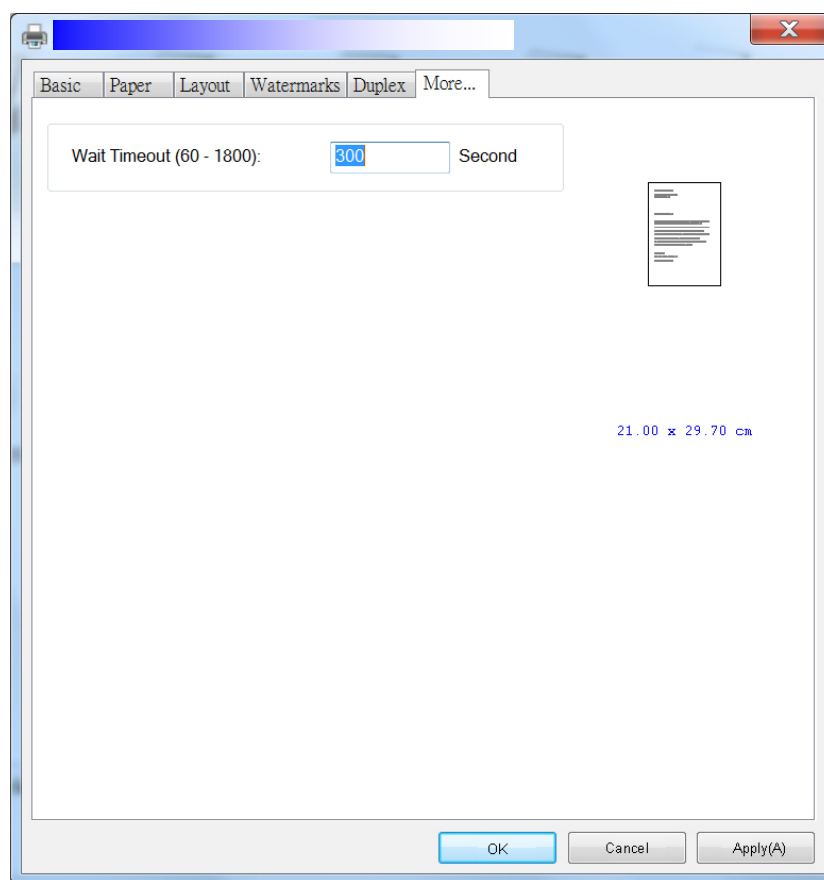 Basic Paper Layout Watermarks Duplex More...
Wait Timeout (60 - 1800): 300 Second
21.00 x 29.70 cm
OK Cancel Apply(A)